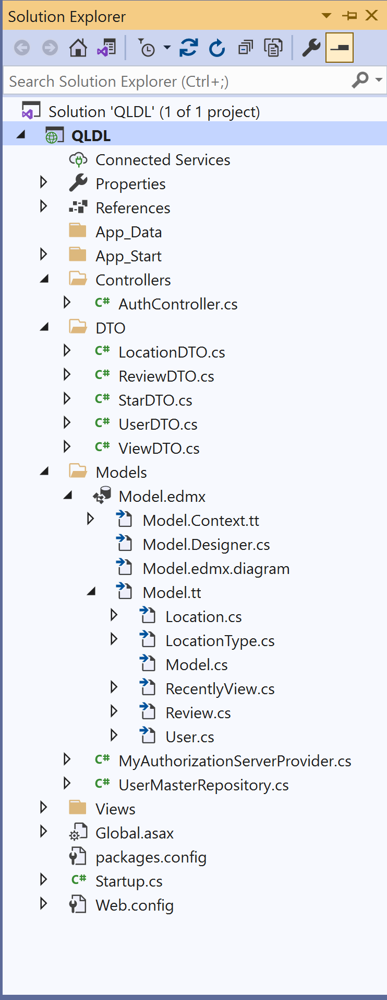 Solution Explorer
Search Solution Explorer (Ctrl+;)
Solution 'QLDL' (1 of 1 project)
QLDL
Connected Services
Properties
References
App_Data
App_Start
Controllers
C# AuthController.cs
DTO
C# LocationDTO.cs
C# ReviewDTO.cs
C# StarDTO.cs
C# UserDTO.cs
C# ViewDTO.cs
Models
Model.edmx
Model.Context.tt
Model.Designer.cs
Model.edmx.diagram
Model.tt
Location.cs
LocationType.cs
Model.cs
RecentlyView.cs
Review.cs
User.cs
C# MyAuthorizationServerProvider.cs
C# UserMasterRepository.cs
Views
Global.asax
packages.config
C# Startup.cs
Web.config